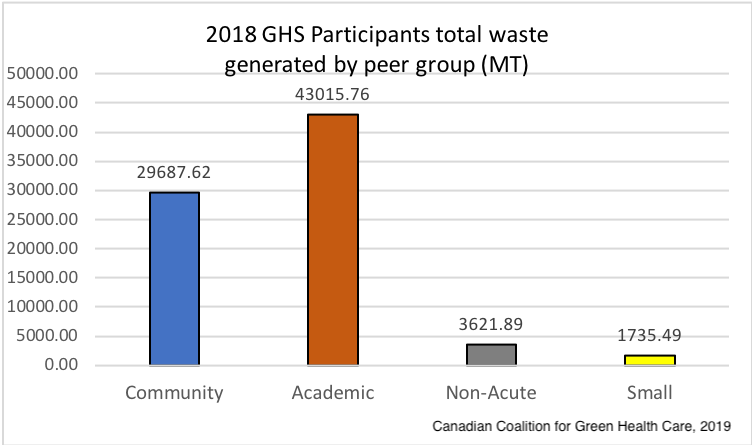 2018 GHS Participants total waste
generated by peer group (MT)
50000.00
45000.00
40000.00
35000.00
30000.00
25000.00
20000.00
15000.00
10000.00
5000.00
0.00
29687.62
43015.76
3621.89
1735.49
Community
Academic
Non-Acute
Small
Canadian Coalition for Green Health Care, 2019